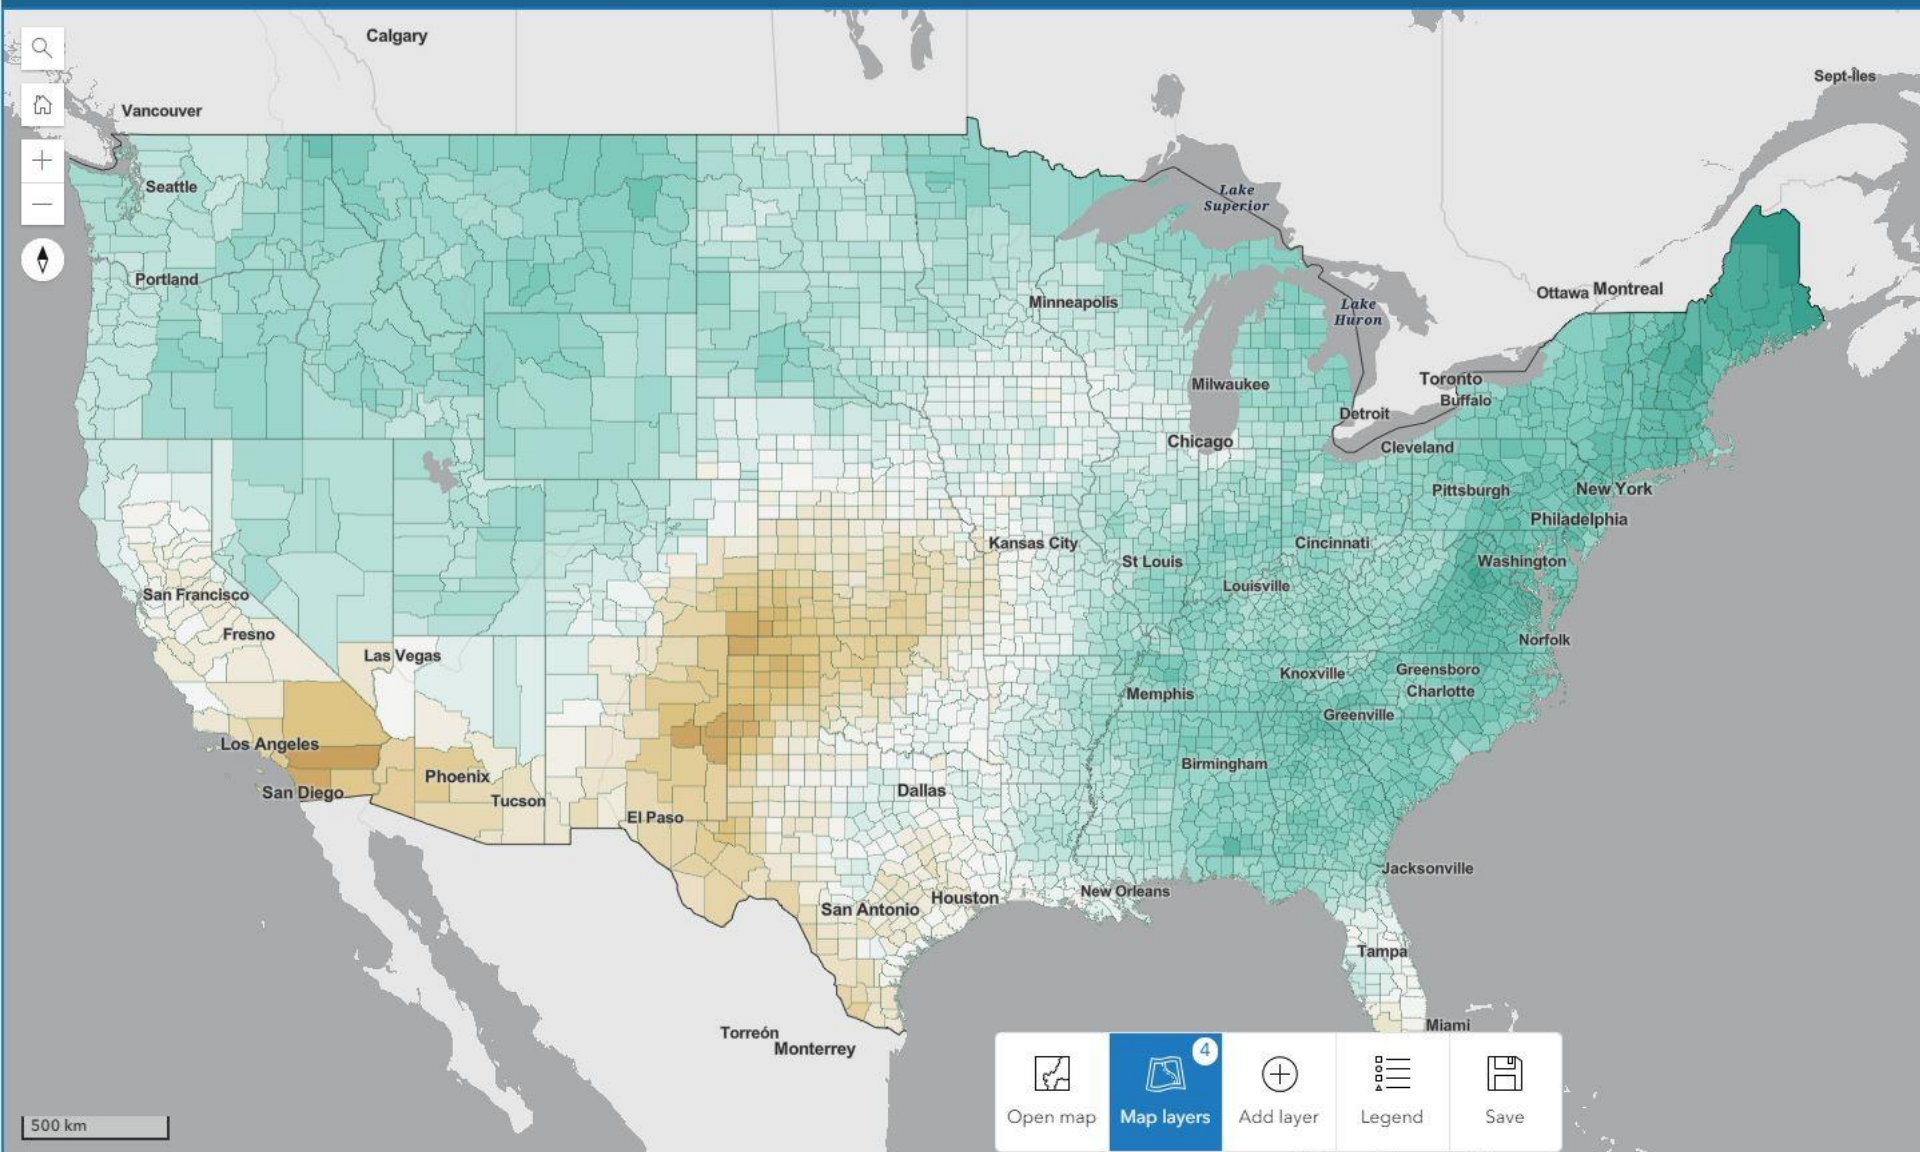 Calgary
Sept-Îles
Vancouver
Seattle
Lake
Superior
Portland
Ottawa
Montreal
Minneapolis
Lake
Huron
Milwaukee
Toronto
Buffalo
Detroit
Chicago
Cleveland
Pittsburgh
New York
Philadelphia
Kansas City
Cincinnati
St Louis
Washington
Louisville
San Francisco
Fresno
Norfolk
Las Vegas
Knoxville
Greensboro
Memphis
Charlotte
Greenville
Los Angeles
Birmingham
Phoenix
San Diego
Tucson
Dallas
El Paso
Jacksonville
New Orleans
Houston
San Antonio
Tampa
Miami
Torreón
Monterrey
4
Open map
Map layers
Add layer
Legend
Save
500 km